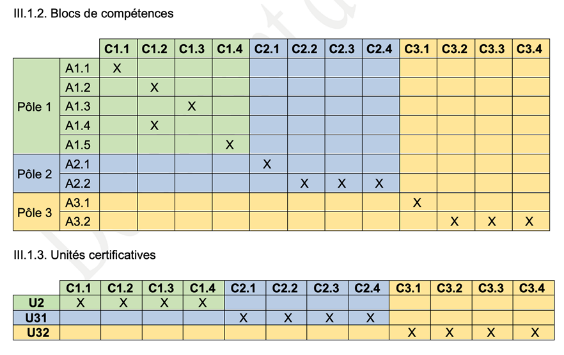 III.1.2. Blocs de compétences
C1.1 C1.2 C1.3 C1.4 C2.1 C2.2 C2.3 C2.4 C3.1 C3.2 C3.3 C3.4
Pôle 1
A1.1 X
A1.2 X
A1.3 X
A1.4 X
A1.5 X
Pôle 2
A2.1 X
A2.2 X X X
Pôle 3
A3.1 X
A3.2 X X X
III.1.3. Unités certificatives
C1.1 C1.2 C1.3 C1.4 C2.1 C2.2 C2.3 C2.4 C3.1 C3.2 C3.3 C3.4
U2 X X X X
U31 X X X X
U32 X X X X